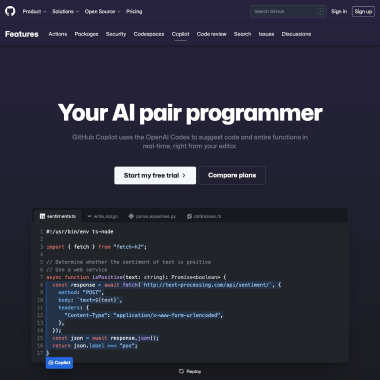 Product Solutions Open Source Pricing Search GitHub / Sign in Sign up
Features Actions Packages Security Codespaces Copilot Code review Search Issues Discussions
Your AI pair programmer
GitHub Copilot uses the OpenAI Codex to suggest code and entire functions in
real-time, right from your editor.
Start my free trial Compare plans
sentiments.ts write_sql.go parse_expenses.py addresses.rb
1 #!/usr/bin/env ts-node
2
3 import { fetch } from "fetch-h2";
4
5 // Determine whether the sentiment of text is positive
6 // Use a web service
7 async function isPositive(text: string): Promise<boolean> {
8 const response = await fetch(`http://text-processing.com/api/sentiment/`, {
9 method: "POST",
10 body: `text=${text}`,
11 headers: {
12 "Content-Type": "application/x-www-form-urlencoded",
13 },
14 });
15 const json = await response.json();
16 return json.label === "pos";
17 }
Copilot
Replay